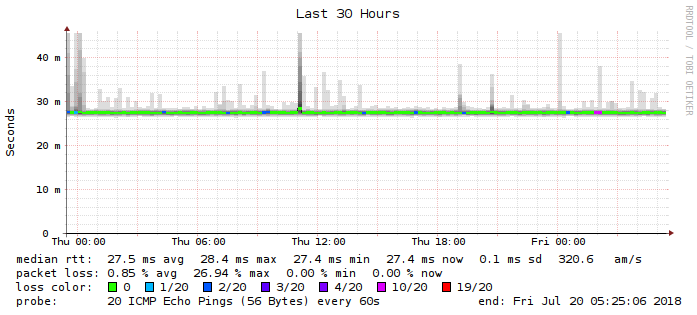 Last 30 Hours
RRDTOOL / TOBI OETIKER
Seconds
40 m
30 m
20 m
10 m
0
Thu 00:00 Thu 06:00 Thu 12:00 Thu 18:00 Fri 00:00
median rtt: 27.5 ms avg 28.4 ms max 27.4 ms min 27.4 ms now 0.1 ms sd 320.6 am/s
packet loss: 0.85 % avg 26.94 % max 0.00 % min 0.00 % now
loss color: 0 1/20 2/20 3/20 4/20 10/20 19/20
probe: 20 ICMP Echo Pings (56 Bytes) every 60s end: Fri Jul 20 05:25:06 2018